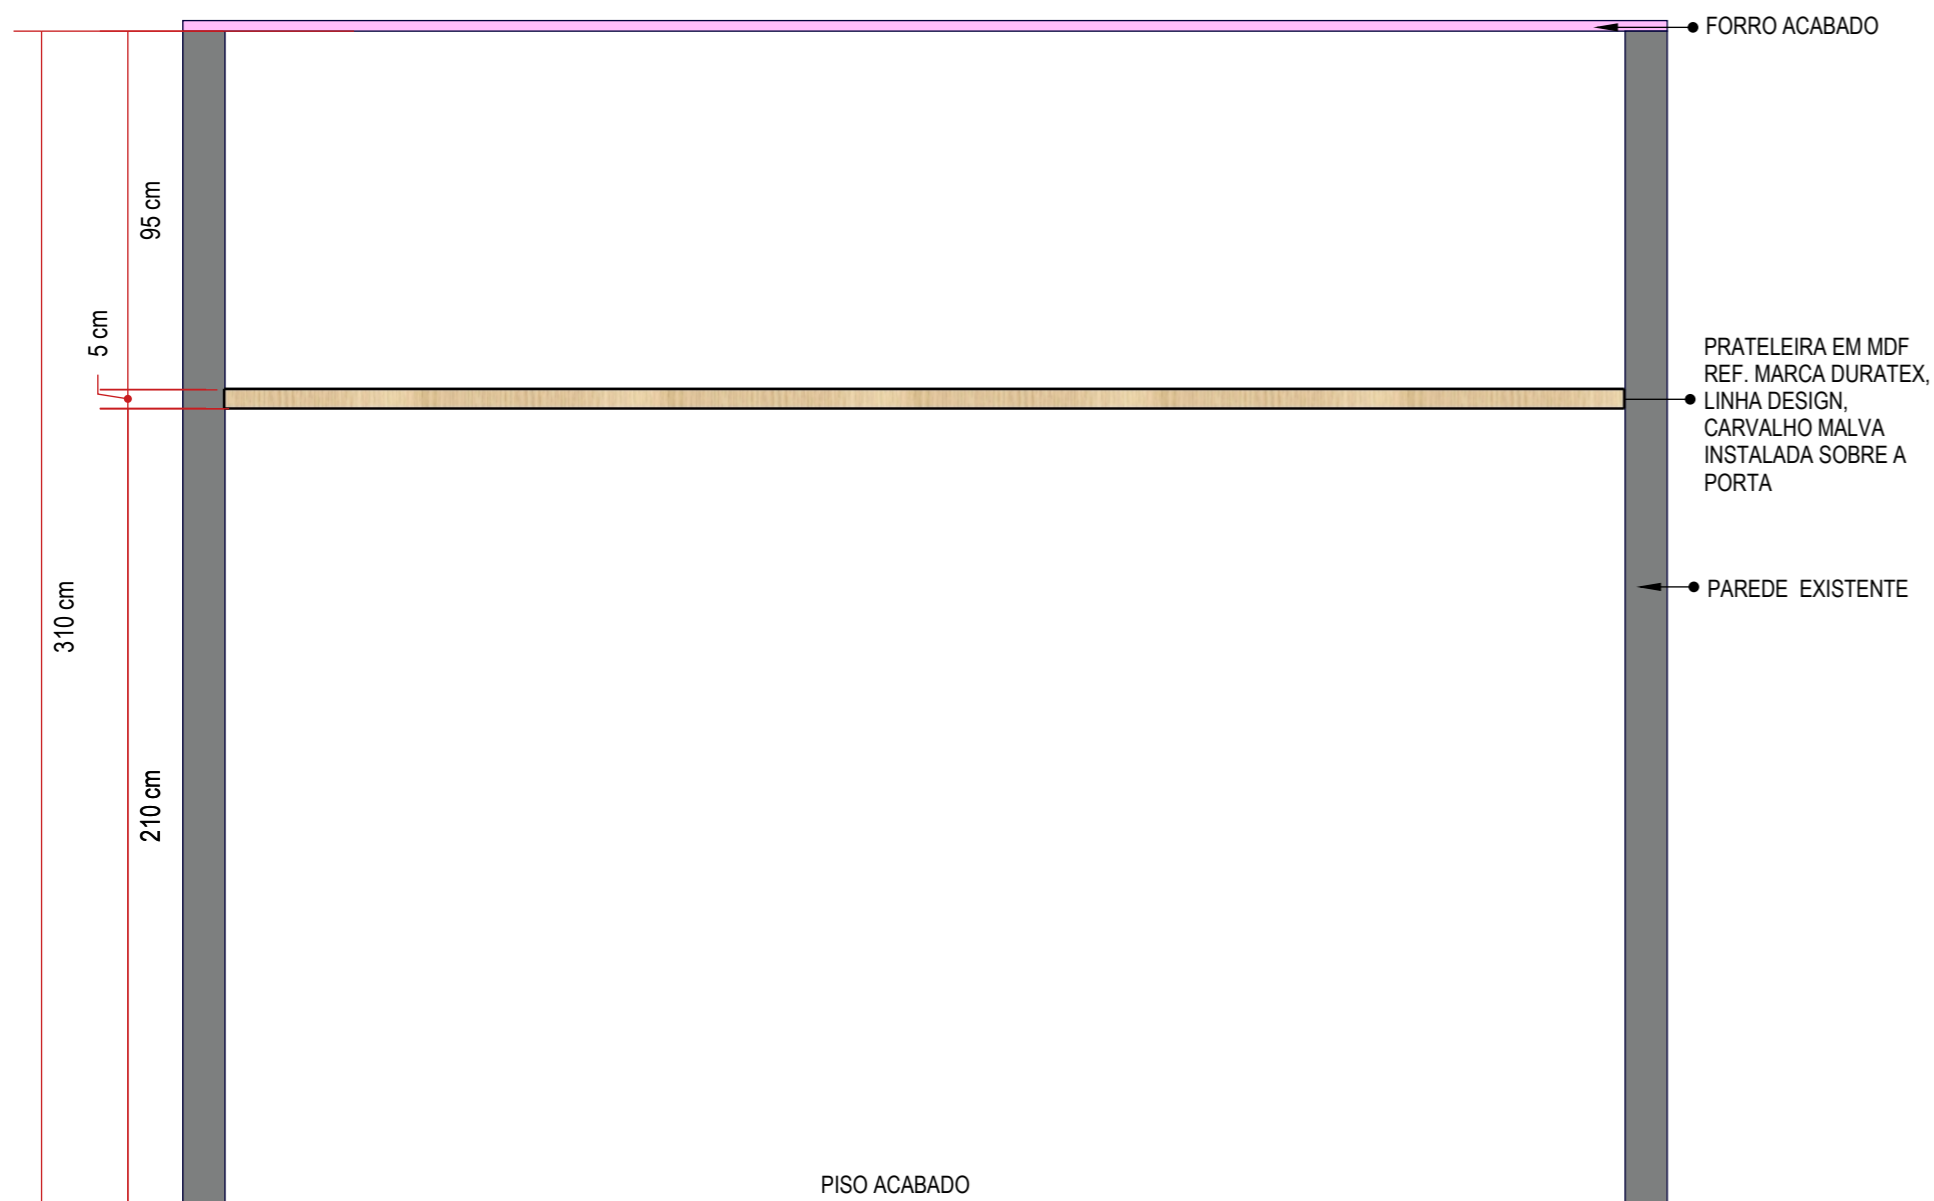 FORRO ACABADO
95 cm
5 cm
PRATELEIRA EM MDF
REF. MARCA DURATEX,
LINHA DESIGN,
CARVALHO MALVA
INSTALADA SOBRE A
PORTA
310 cm
PAREDE EXISTENTE
210 cm
PISO ACABADO